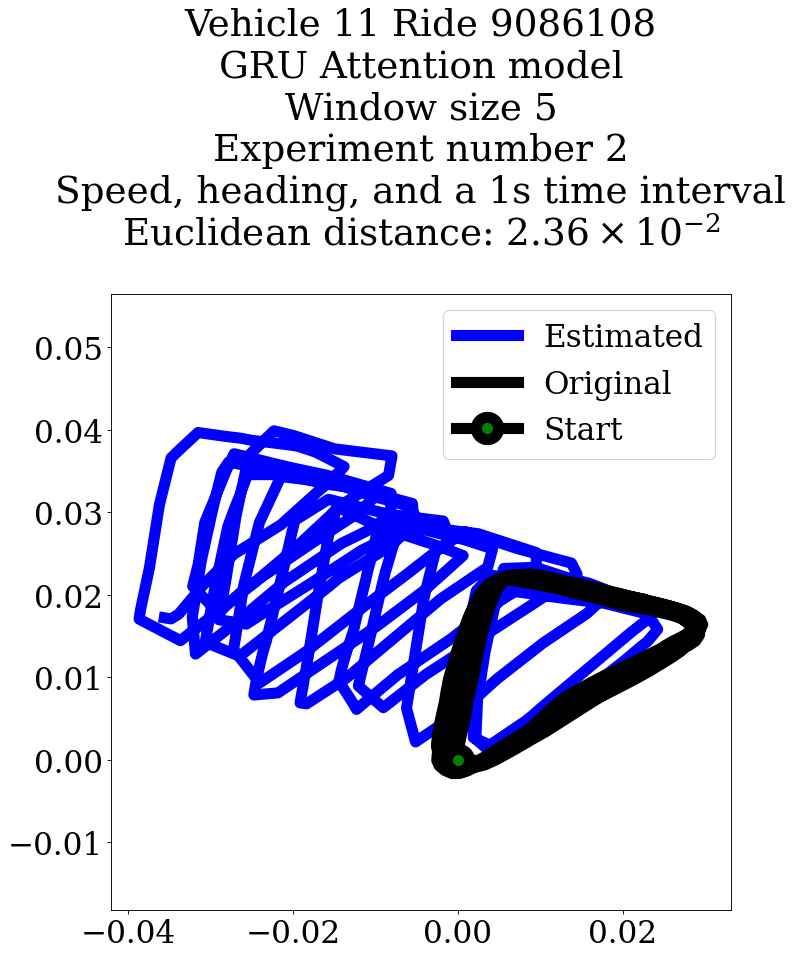 Vehicle 11 Ride 9086108
GRU Attention model
Window size 5
Experiment number 2
Speed, heading, and a 1s time interval
Euclidean distance: 2.36 × 10⁻²
Estimated
Original
Start
0.05
0.04
0.03
0.02
0.01
0.00
−0.01
−0.04 −0.02 0.00 0.02